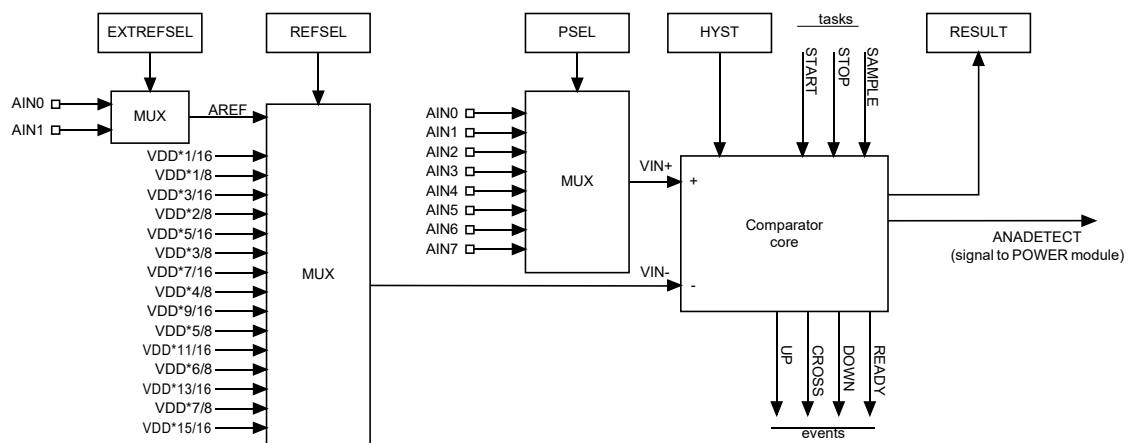 EXTREFSEL
REFSEL
PSEL
HYST
tasks
RESULT
START
STOP
SAMPLE
AIN0
AIN1
MUX
AREF
VDD*1/16
VDD*1/8
VDD*3/16
VDD*2/8
VDD*5/16
VDD*3/8
VDD*7/16
VDD*4/8
VDD*9/16
VDD*5/8
VDD*11/16
VDD*6/8
VDD*13/16
VDD*7/8
VDD*15/16
MUX
AIN0
AIN1
AIN2
AIN3
AIN4
AIN5
AIN6
AIN7
MUX
VIN+
+
VIN-
-
Comparator
core
ANADETECT
(signal to POWER module)
UP
CROSS
DOWN
READY
events